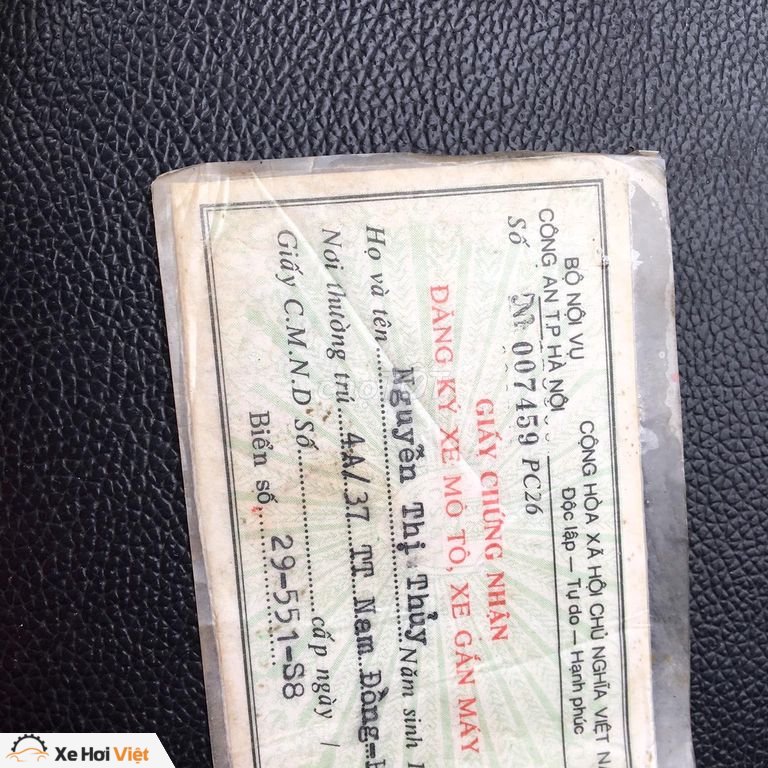 BỘ NỘI VỤ
CÔNG AN TP HÀ NỘI
CỘNG HÒA XÃ HỘI CHỦ NGHĨA VIỆT N
Độc lập — Tự do — Hạnh phúc
Số № 007459 PC26
GIẤY CHỨNG NHẬN
ĐĂNG KÝ XE MÔ TÔ, XE GẮN MÁY
Họ và tên Nguyễn Thị Thủy Năm sinh
Nơi thường trú 4A/37 TT Nam Đồng-
Giấy C.M.N.D Số cấp ngày /
Biển số 29-551-S8
Xe Hơi Việt